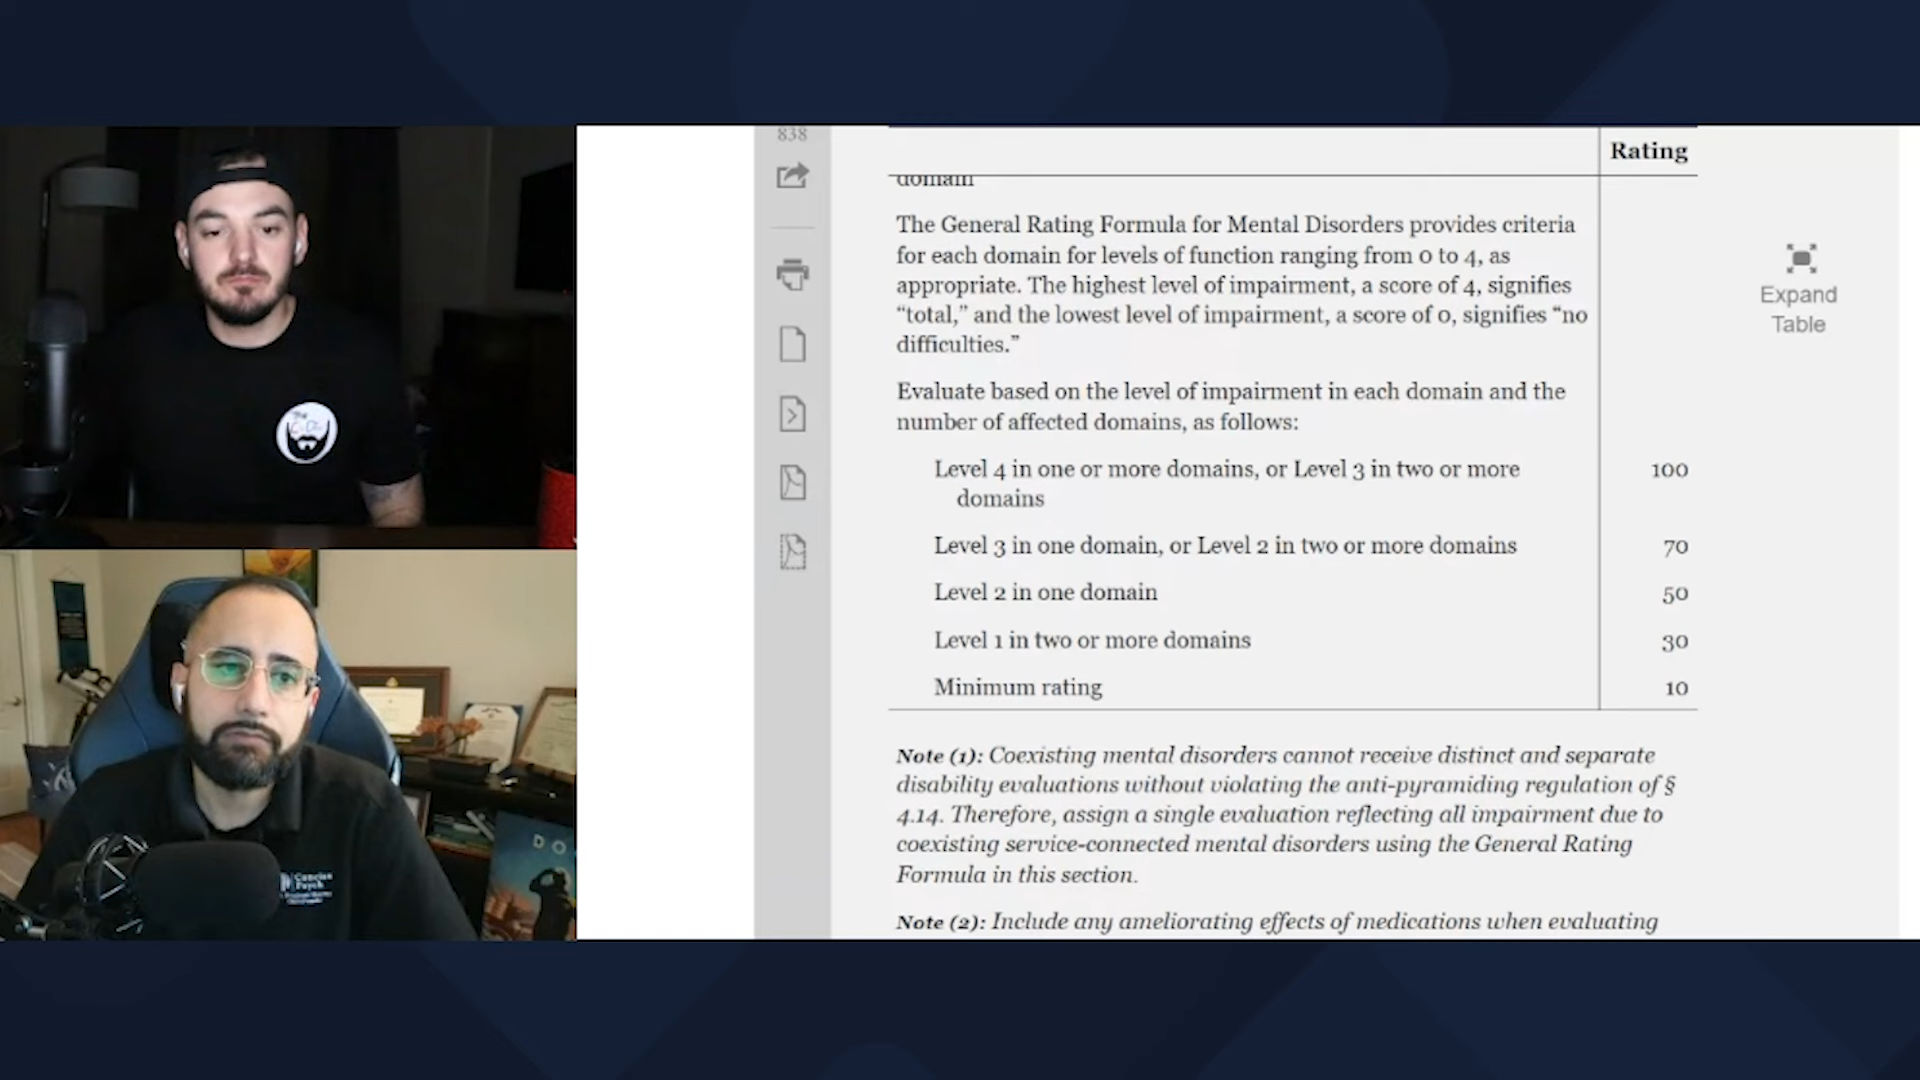 838
Rating
domain
The General Rating Formula for Mental Disorders provides criteria
for each domain for levels of function ranging from 0 to 4, as
appropriate. The highest level of impairment, a score of 4, signifies
“total,” and the lowest level of impairment, a score of 0, signifies “no
difficulties.”
Expand
Table
Evaluate based on the level of impairment in each domain and the
number of affected domains, as follows:
Level 4 in one or more domains, or Level 3 in two or more 100
domains
Level 3 in one domain, or Level 2 in two or more domains 70
Level 2 in one domain 50
Level 1 in two or more domains 30
Minimum rating 10
Note (1): Coexisting mental disorders cannot receive distinct and separate
disability evaluations without violating the anti-pyramiding regulation of §
4.14. Therefore, assign a single evaluation reflecting all impairment due to
coexisting service-connected mental disorders using the General Rating
Formula in this section.
Note (2): Include any ameliorating effects of medications when evaluating
THE
Psych
DO